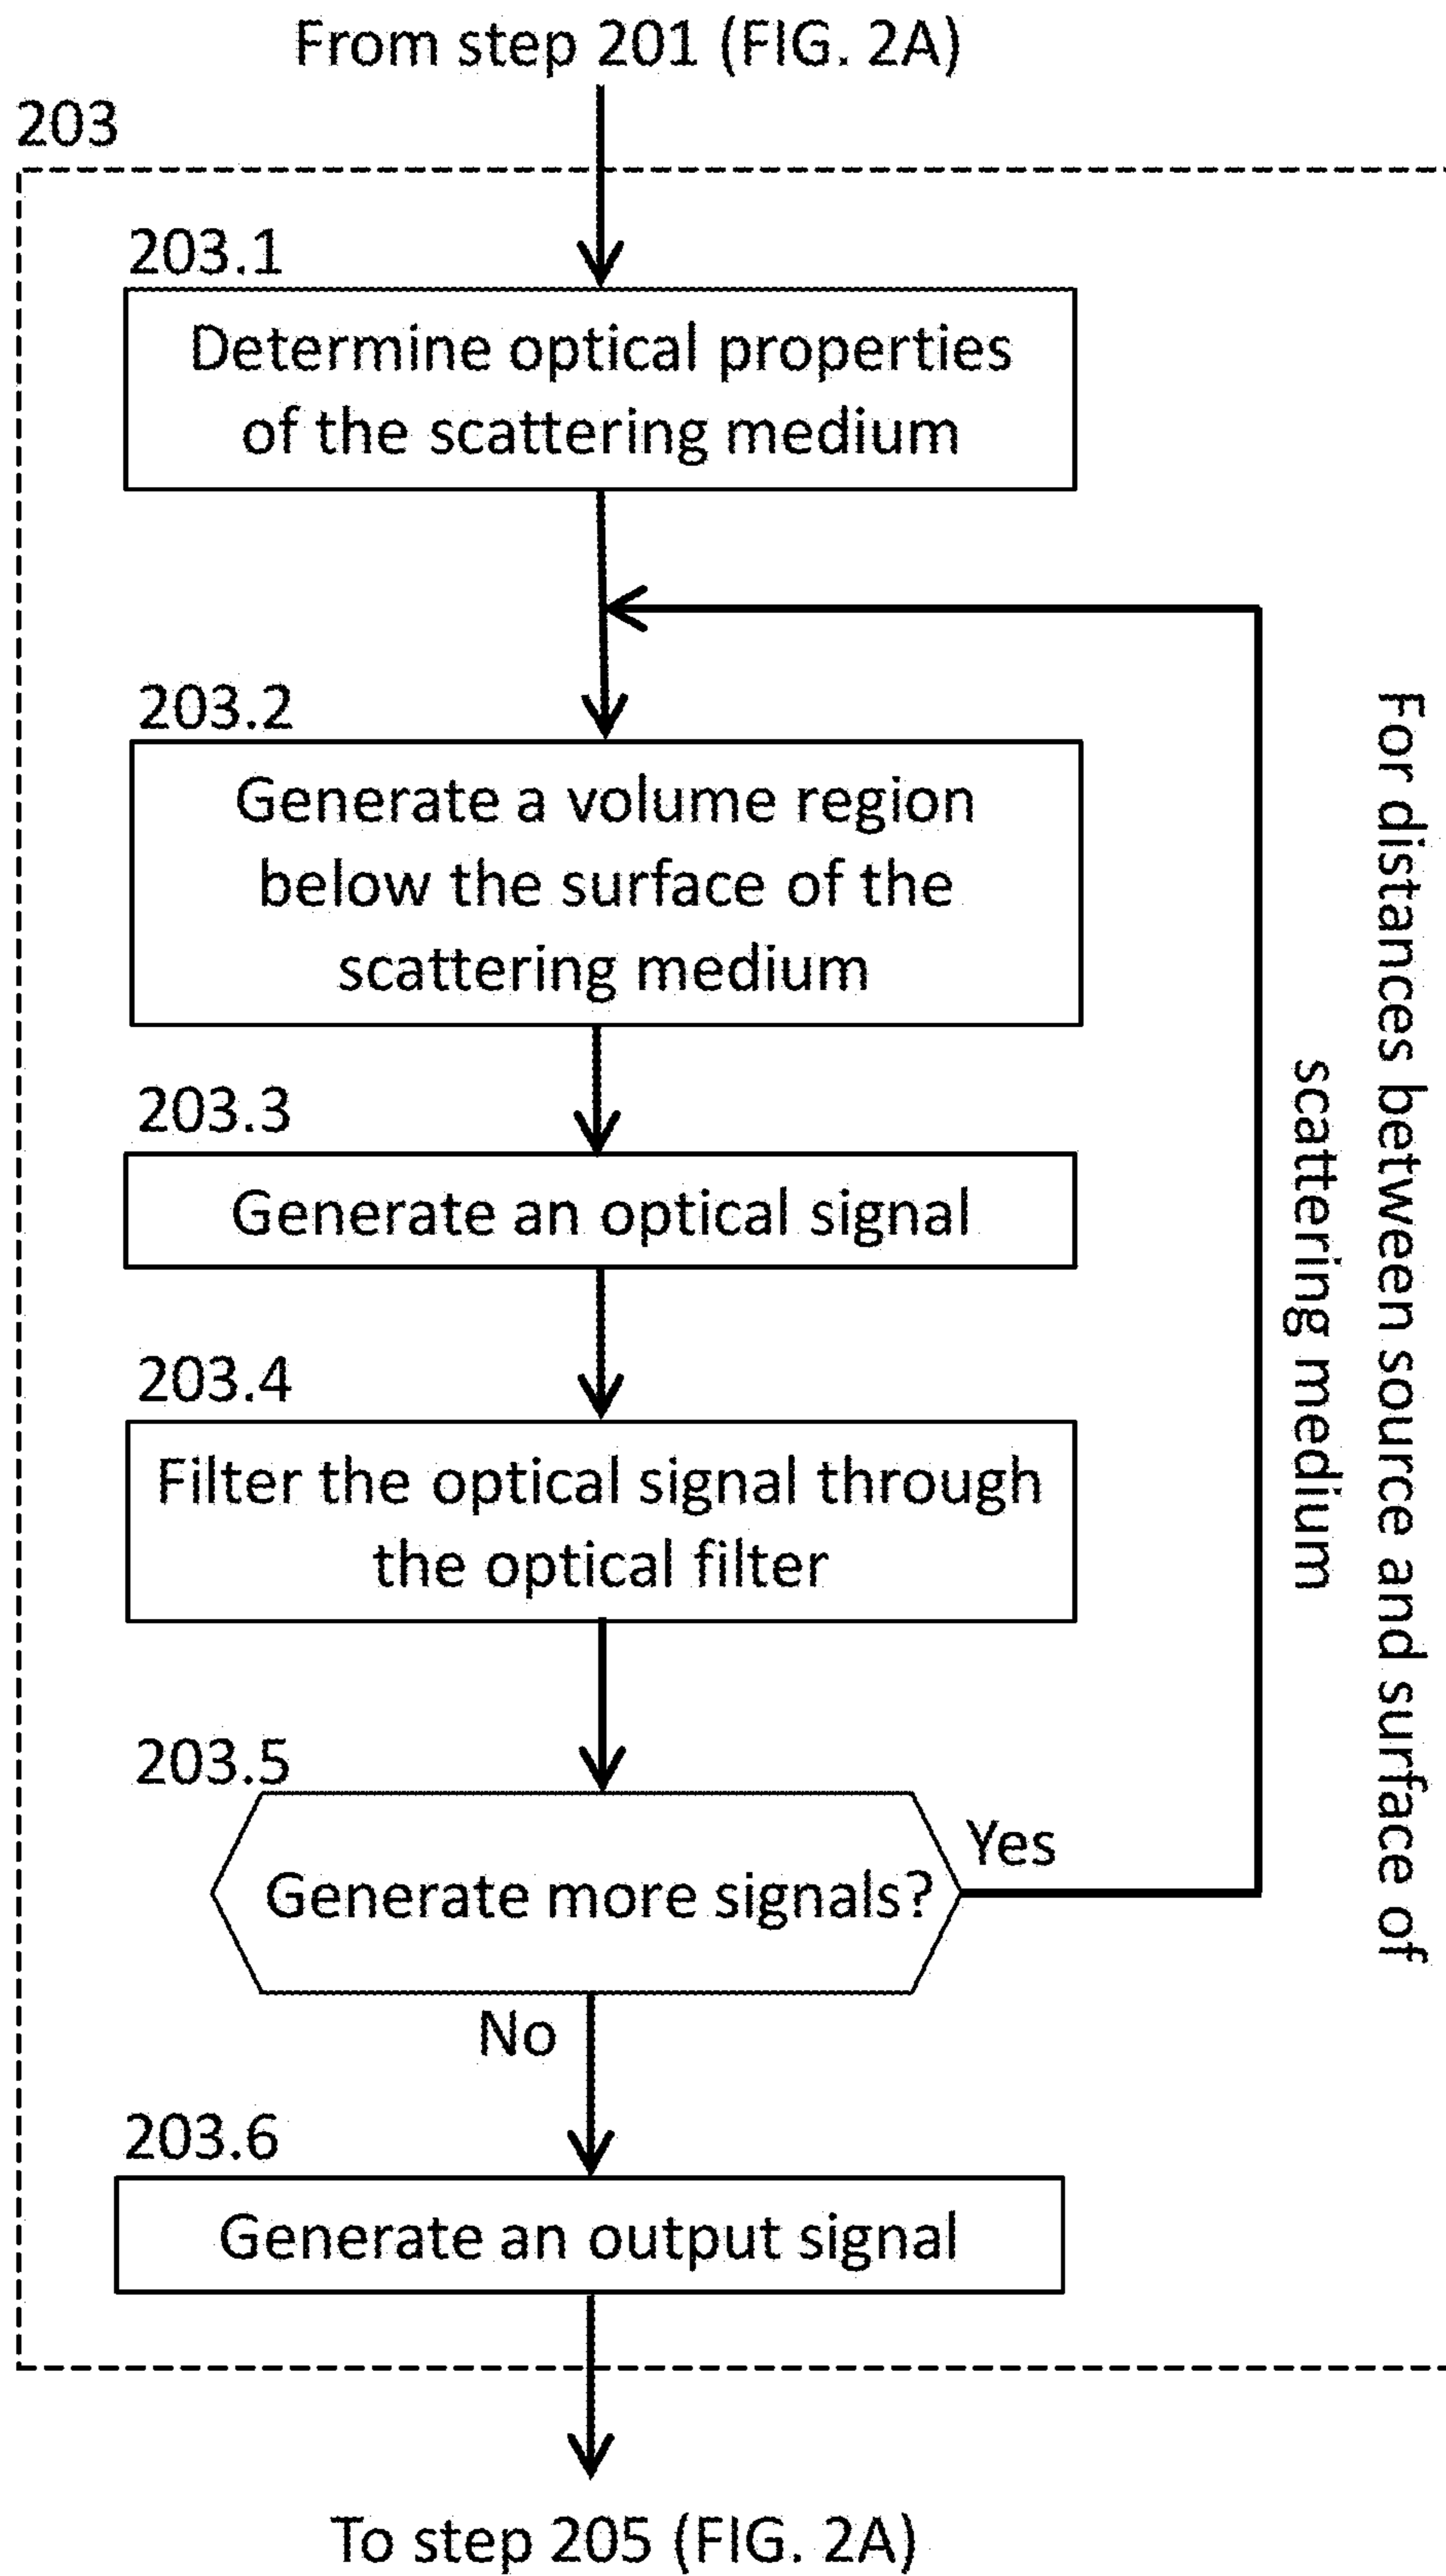 From step 201 (FIG. 2A)
203
203.1
Determine optical properties
of the scattering medium
203.2
Generate a volume region
below the surface of the
scattering medium
203.3
Generate an optical signal
203.4
Filter the optical signal through
the optical filter
203.5
Generate more signals?
Yes
No
203.6
Generate an output signal
For distances between source and surface of
scattering medium
To step 205 (FIG. 2A)